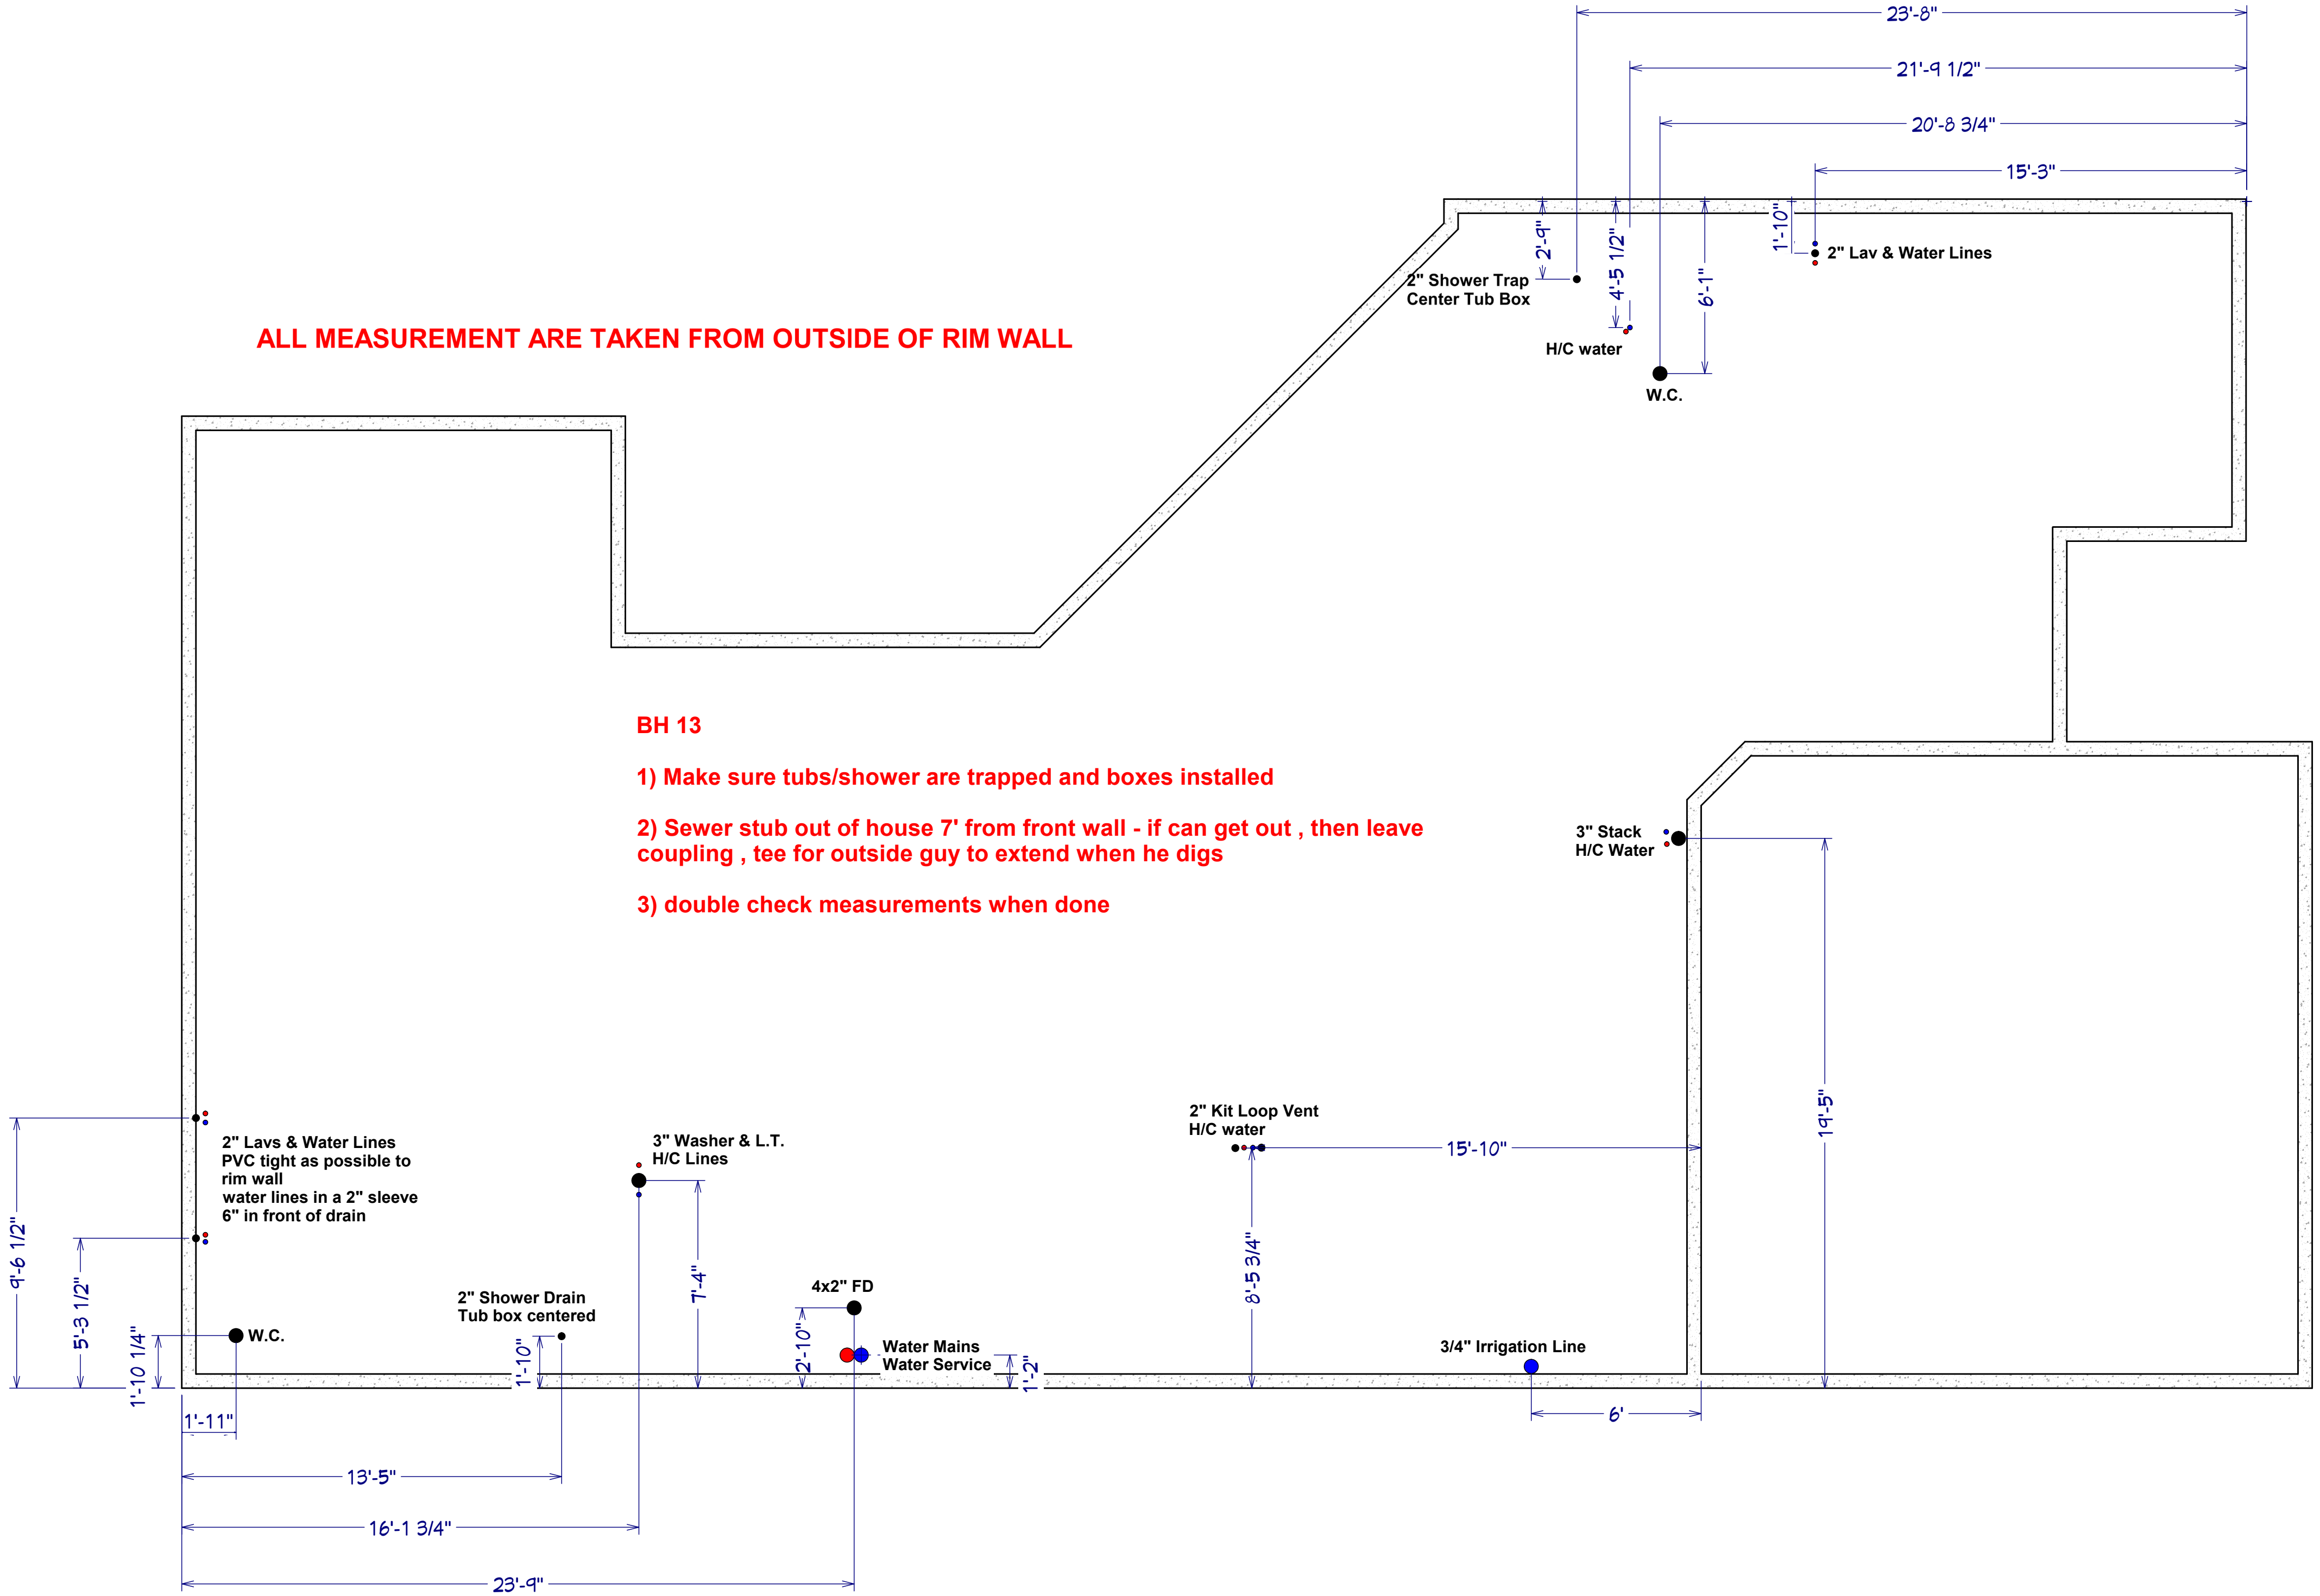 23'-8"
21'-9 1/2"
20'-8 3/4"
15'-3"
2'-9"
4'-5 1/2"
6'-1"
1'-10"
2" Lav & Water Lines
2" Shower Trap
Center Tub Box
H/C water
W.C.
ALL MEASUREMENT ARE TAKEN FROM OUTSIDE OF RIM WALL
BH 13
1) Make sure tubs/shower are trapped and boxes installed
2) Sewer stub out of house 7' from front wall - if can get out , then leave
coupling , tee for outside guy to extend when he digs
3) double check measurements when done
3" Stack
H/C Water
19'-5"
2" Kit Loop Vent
H/C water
15'-10"
8'-5 3/4"
2" Lavs & Water Lines
PVC tight as possible to
rim wall
water lines in a 2" sleeve
6" in front of drain
3" Washer & L.T.
H/C Lines
7'-4"
9'-6 1/2"
5'-3 1/2"
1'-10 1/4"
W.C.
2" Shower Drain
Tub box centered
1'-10"
4x2" FD
2'-10"
Water Mains
Water Service
1'-2"
3/4" Irrigation Line
6'
1'-11"
13'-5"
16'-1 3/4"
23'-9"